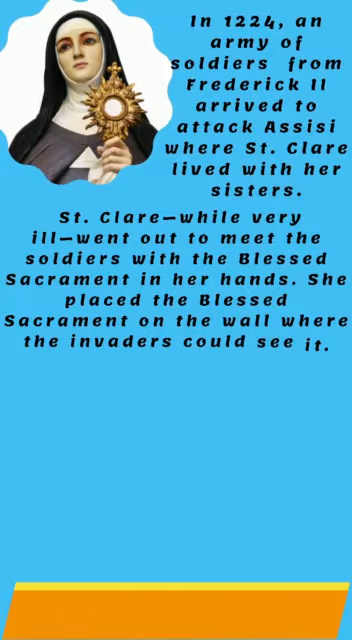 In 1224, an
army of
soldiers from
Frederick II
arrived to
attack Assisi
where St. Clare
lived with her
sisters.
St. Clare—while very
ill—went out to meet the
soldiers with the Blessed
Sacrament in her hands. She
placed the Blessed
Sacrament on the wall where
the invaders could see it.